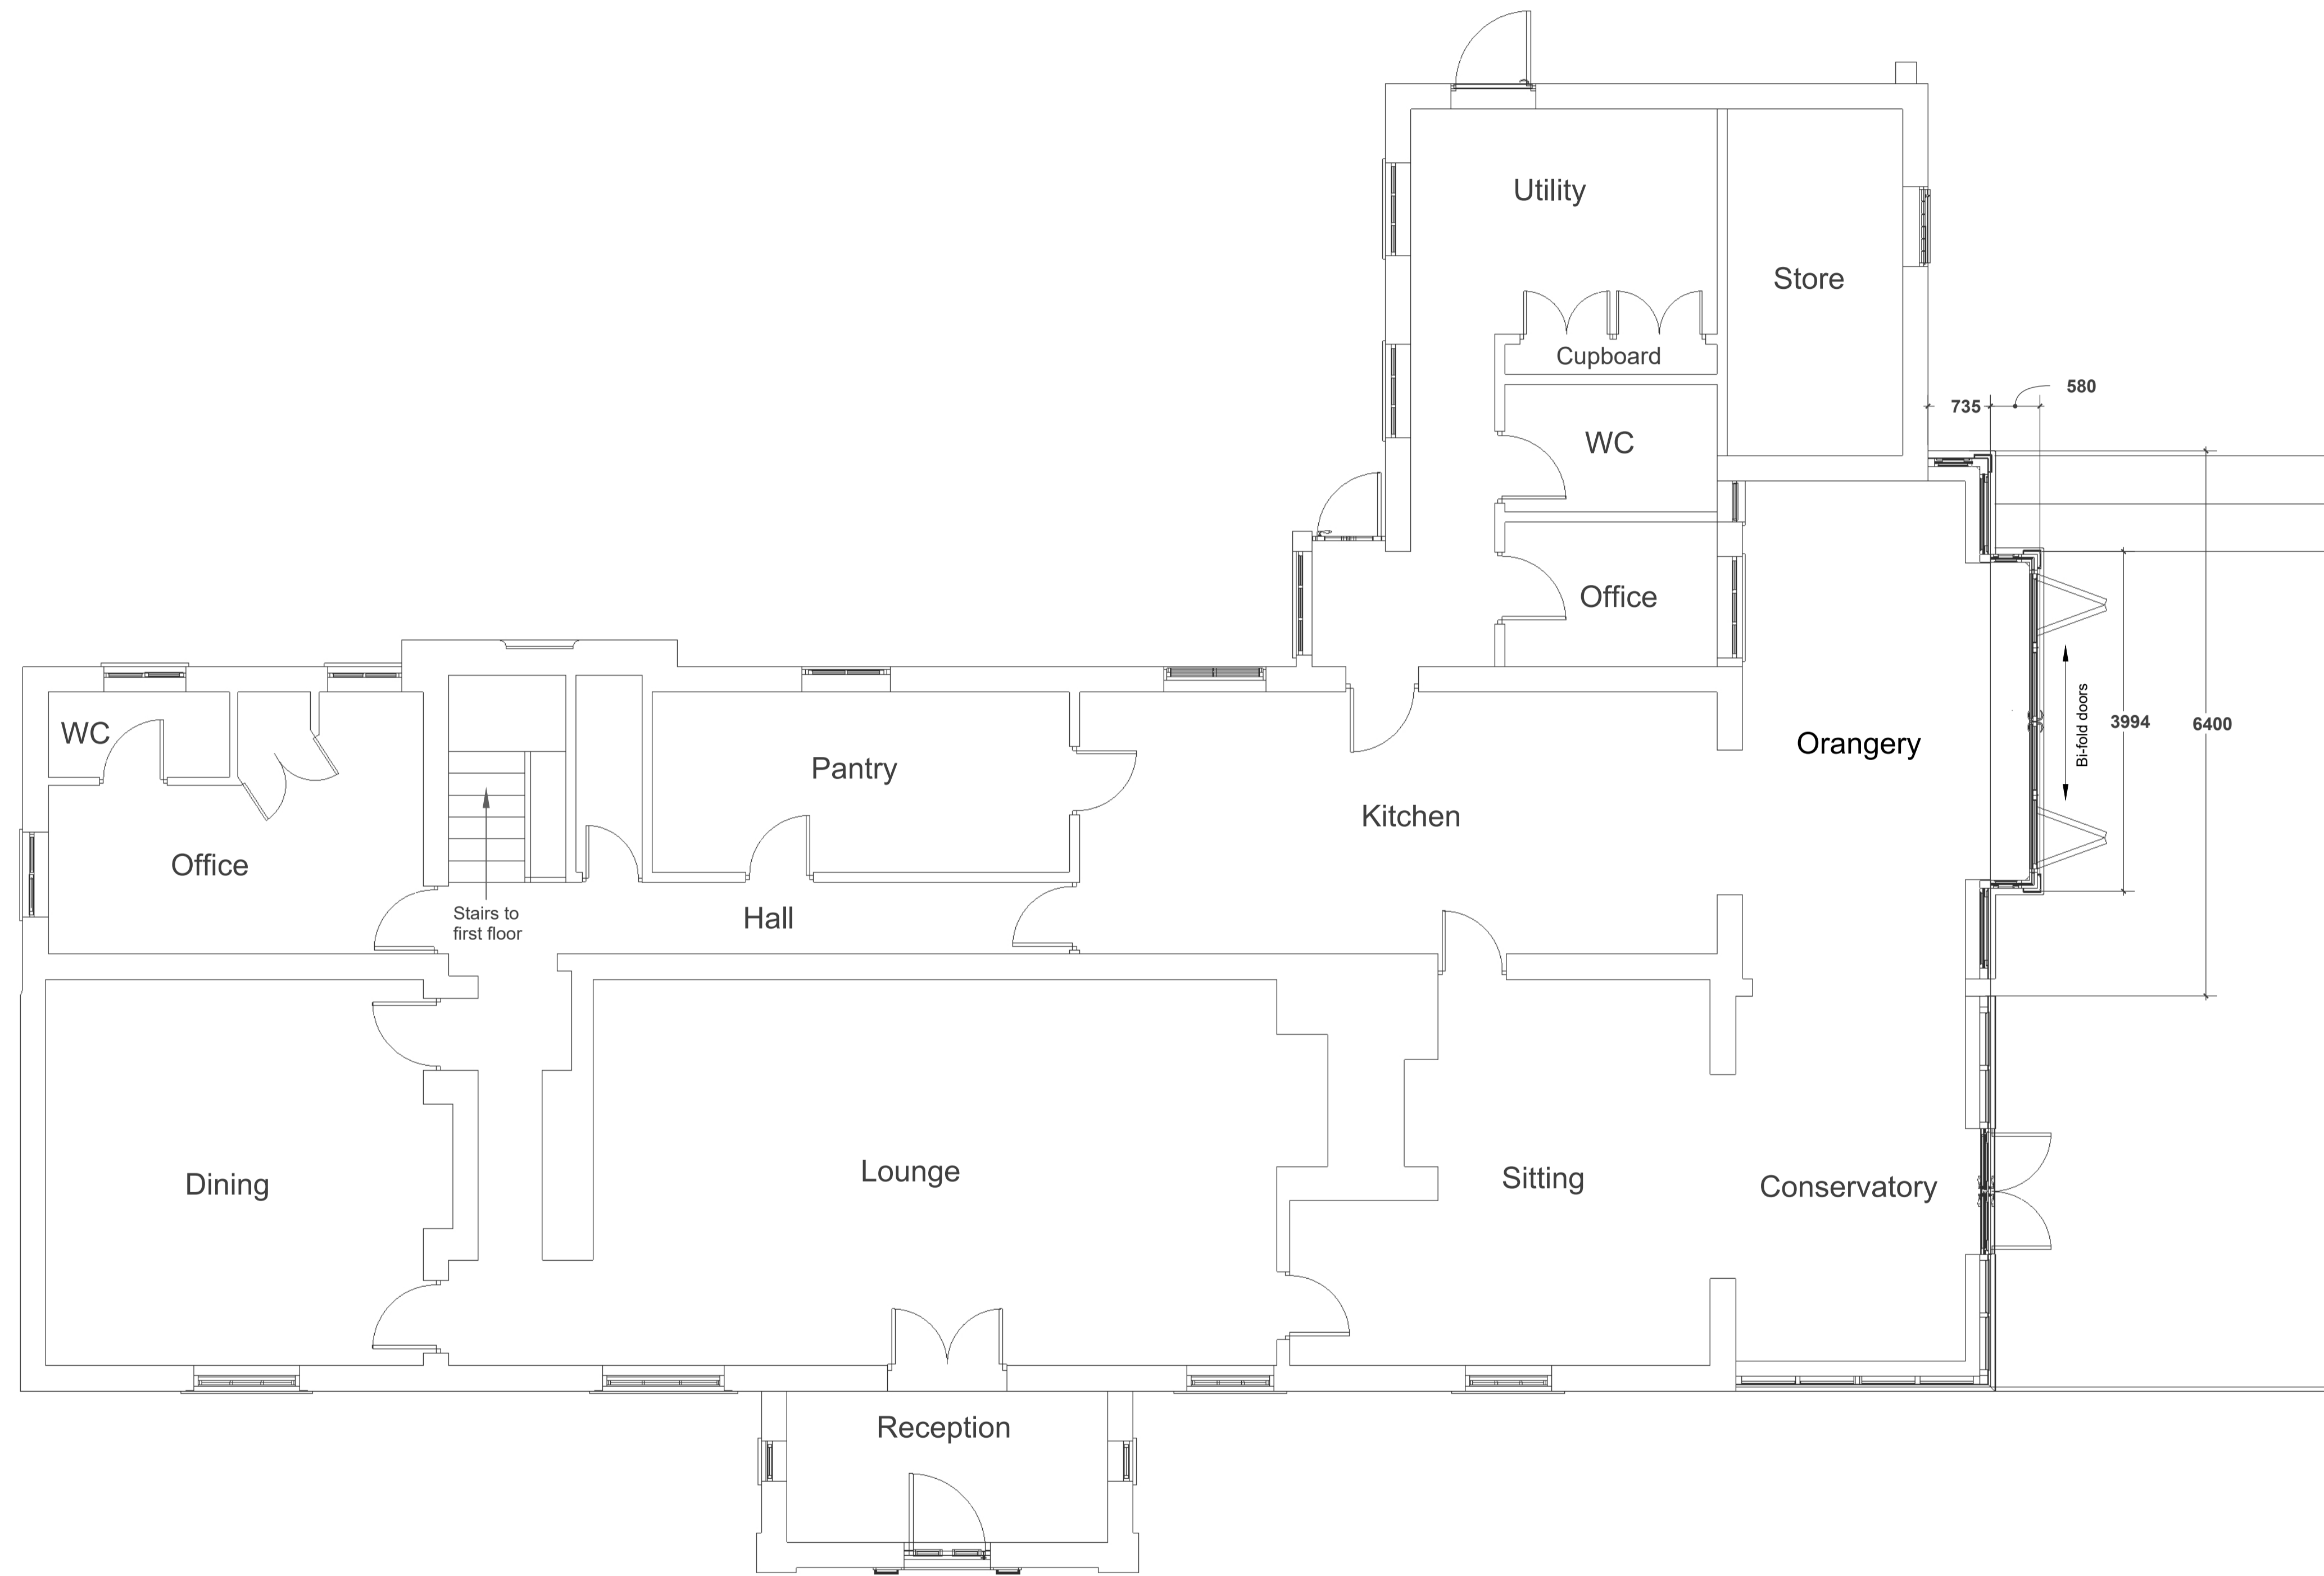 Utility
Store
Cupboard
580
735
WC
Office
WC
Pantry
Orangery
Bi-fold doors
3994
6400
Kitchen
Office
Stairs to
first floor
Hall
Dining
Lounge
Sitting
Conservatory
Reception